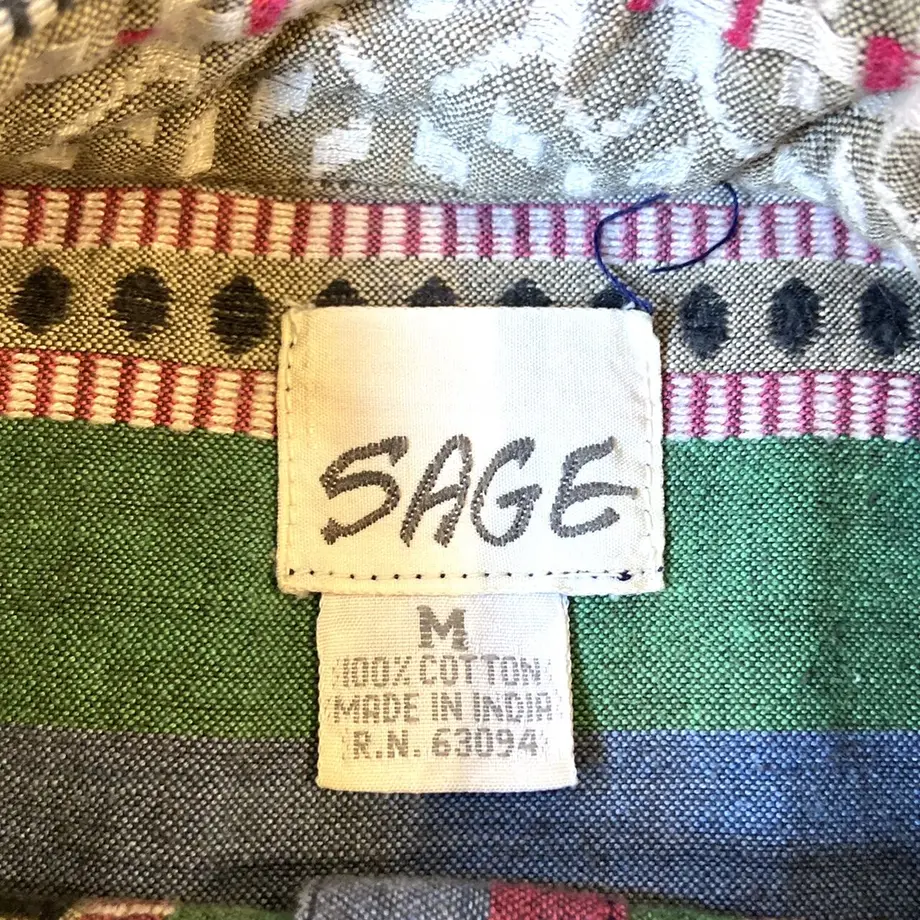 SAGE
M
100% COTTON
MADE IN INDIA
R.N. 63094